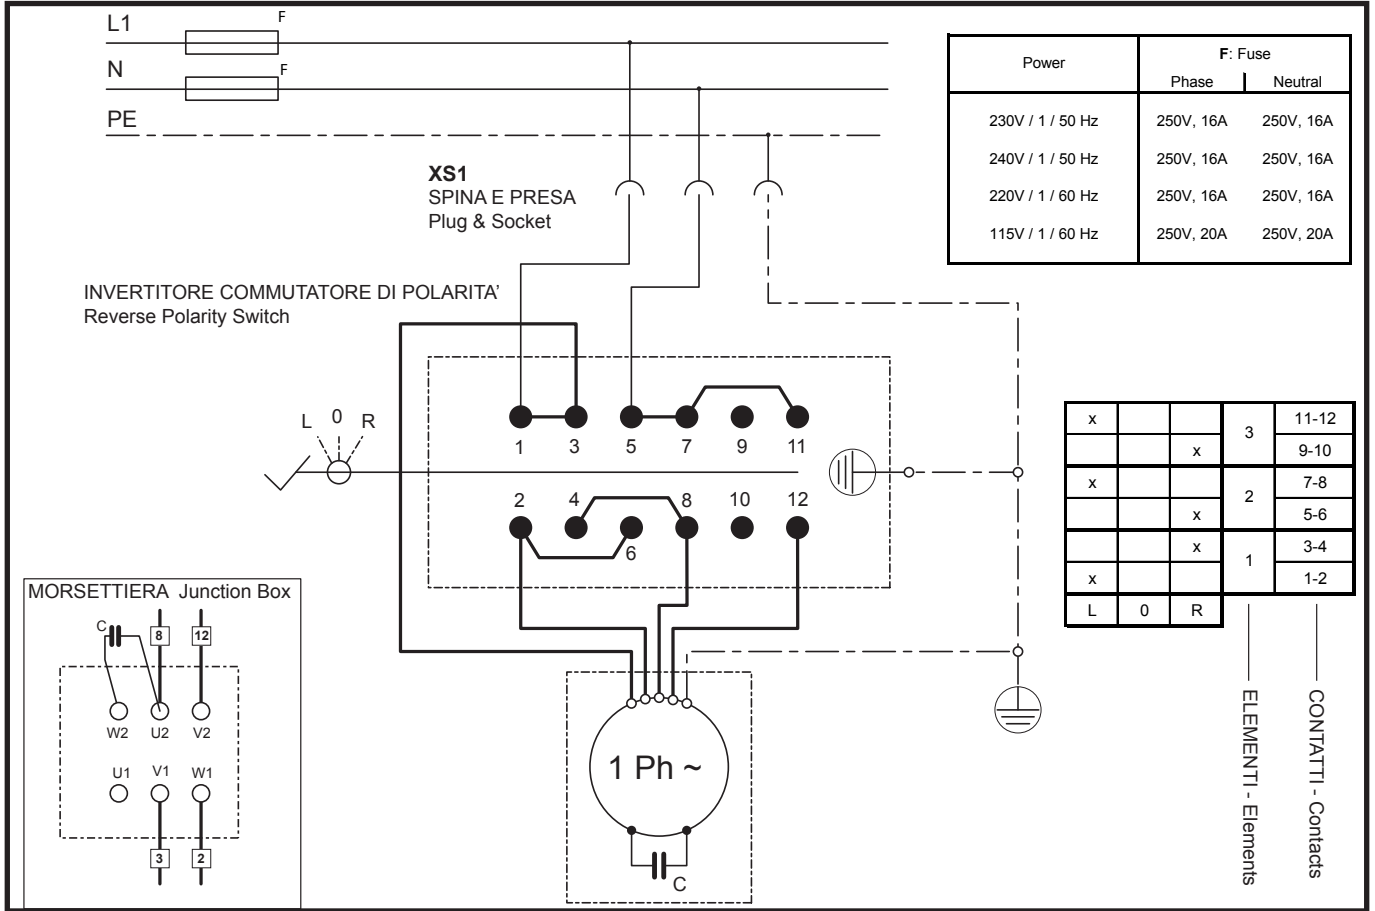 L1
F
N
F
PE
Power
F: Fuse
Phase Neutral
230V / 1 / 50 Hz 250V, 16A 250V, 16A
240V / 1 / 50 Hz 250V, 16A 250V, 16A
220V / 1 / 60 Hz 250V, 16A 250V, 16A
115V / 1 / 60 Hz 250V, 20A 250V, 20A
XS1
SPINA E PRESA
Plug & Socket
INVERTITORE COMMUTATORE DI POLARITA’
Reverse Polarity Switch
L 0 R
1 3 5 7 9 11
2 4 8 10 12
6
x 3 11-12
x 9-10
x 2 7-8
x 5-6
x 1 3-4
x 1-2
L 0 R
ELEMENTI - Elements
CONTATTI - Contacts
MORSETTIERA Junction Box
C 8 12
W2 U2 V2
U1 V1 W1
3 2
1 Ph ~
C